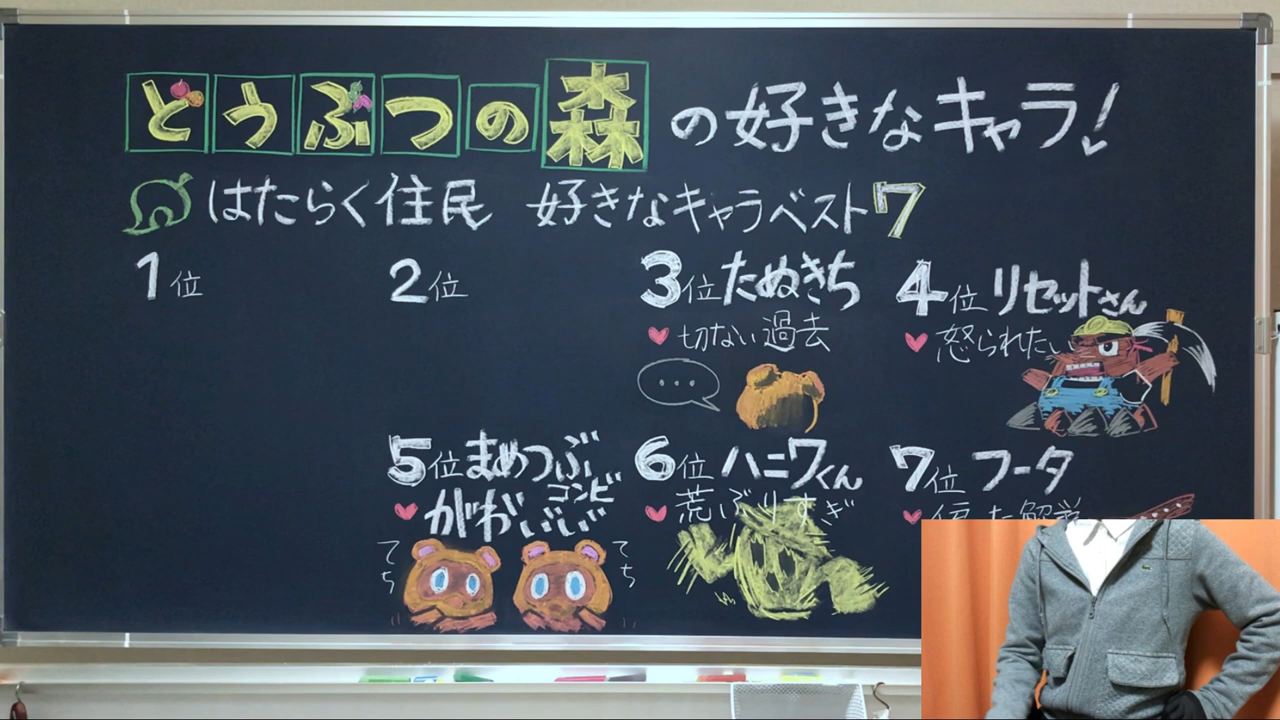 どうぶつの森の好きなキャラ!
はたらく住民 好きなキャラベスト7
1位
2位
3位たぬきち
切ない過去
...
4位リセットさん
怒られたい
5位まめつぶ
コンビ
がわいいい
てち
てち
6位ハニワくん
荒ぶりすぎ
7位フータ